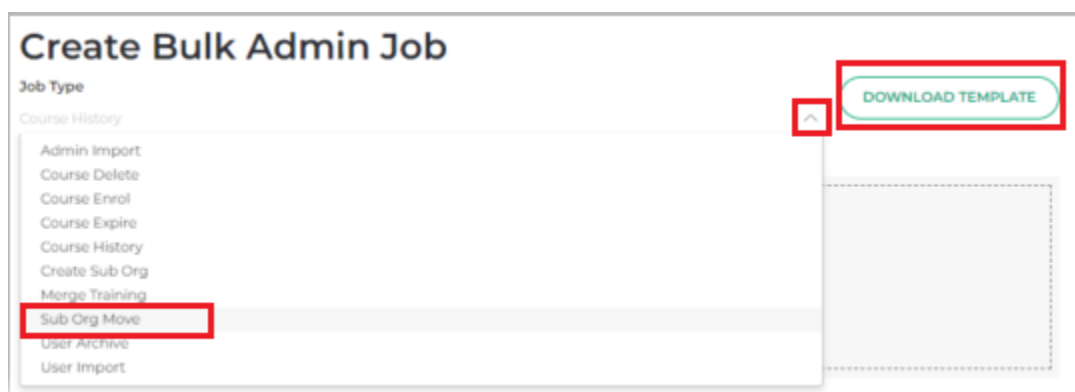 Create Bulk Admin Job
Job Type
DOWNLOAD TEMPLATE
Course History
Admin Import
Course Delete
Course Enrol
Course Expire
Course History
Create Sub Org
Merge Training
Sub Org Move
User Archive
User Import